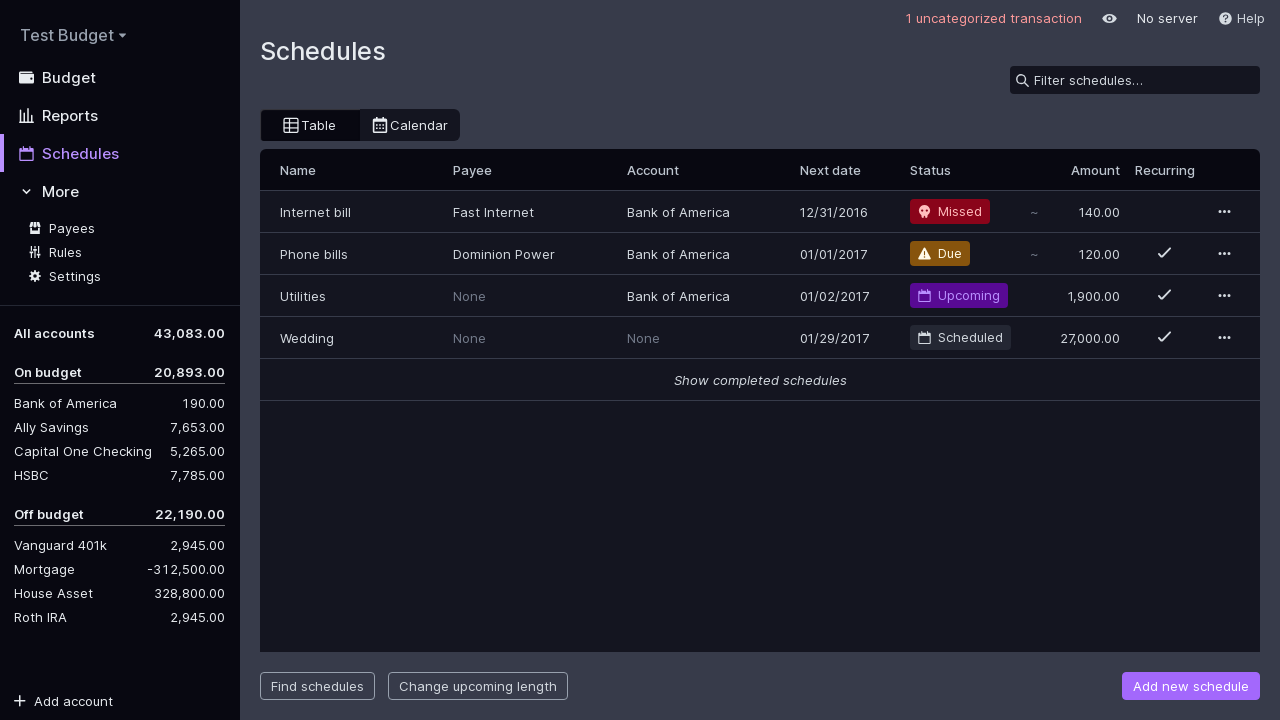 Test Budget
Budget
Reports
Schedules
More
Payees
Rules
Settings
All accounts 43,083.00
On budget 20,893.00
Bank of America 190.00
Ally Savings 7,653.00
Capital One Checking 5,265.00
HSBC 7,785.00
Off budget 22,190.00
Vanguard 401k 2,945.00
Mortgage -312,500.00
House Asset 328,800.00
Roth IRA 2,945.00
Add account
1 uncategorized transaction No server Help
Schedules
Filter schedules…
Table Calendar
Name Payee Account Next date Status Amount Recurring
Internet bill Fast Internet Bank of America 12/31/2016 Missed ~ 140.00
Phone bills Dominion Power Bank of America 01/01/2017 Due ~ 120.00
Utilities None Bank of America 01/02/2017 Upcoming 1,900.00
Wedding None None 01/29/2017 Scheduled 27,000.00
Show completed schedules
Find schedules Change upcoming length Add new schedule